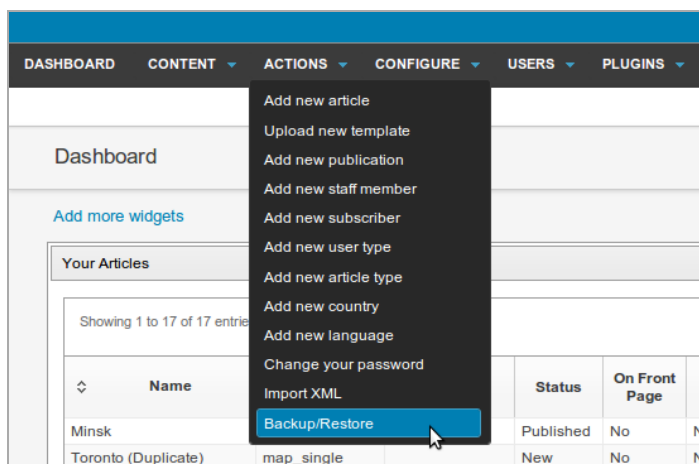 DASHBOARD CONTENT ACTIONS CONFIGURE USERS PLUGINS
Add new article
Upload new template
Dashboard
Add new publication
Add new staff member
Add more widgets
Add new subscriber
Add new user type
Your Articles
Add new article type
Add new country
Showing 1 to 17 of 17 entrie
Add new language
Change your password
Import XML
Name Status On Front
Page
Backup/Restore
Minsk Published No N
Toronto (Duplicate) map_single New No N